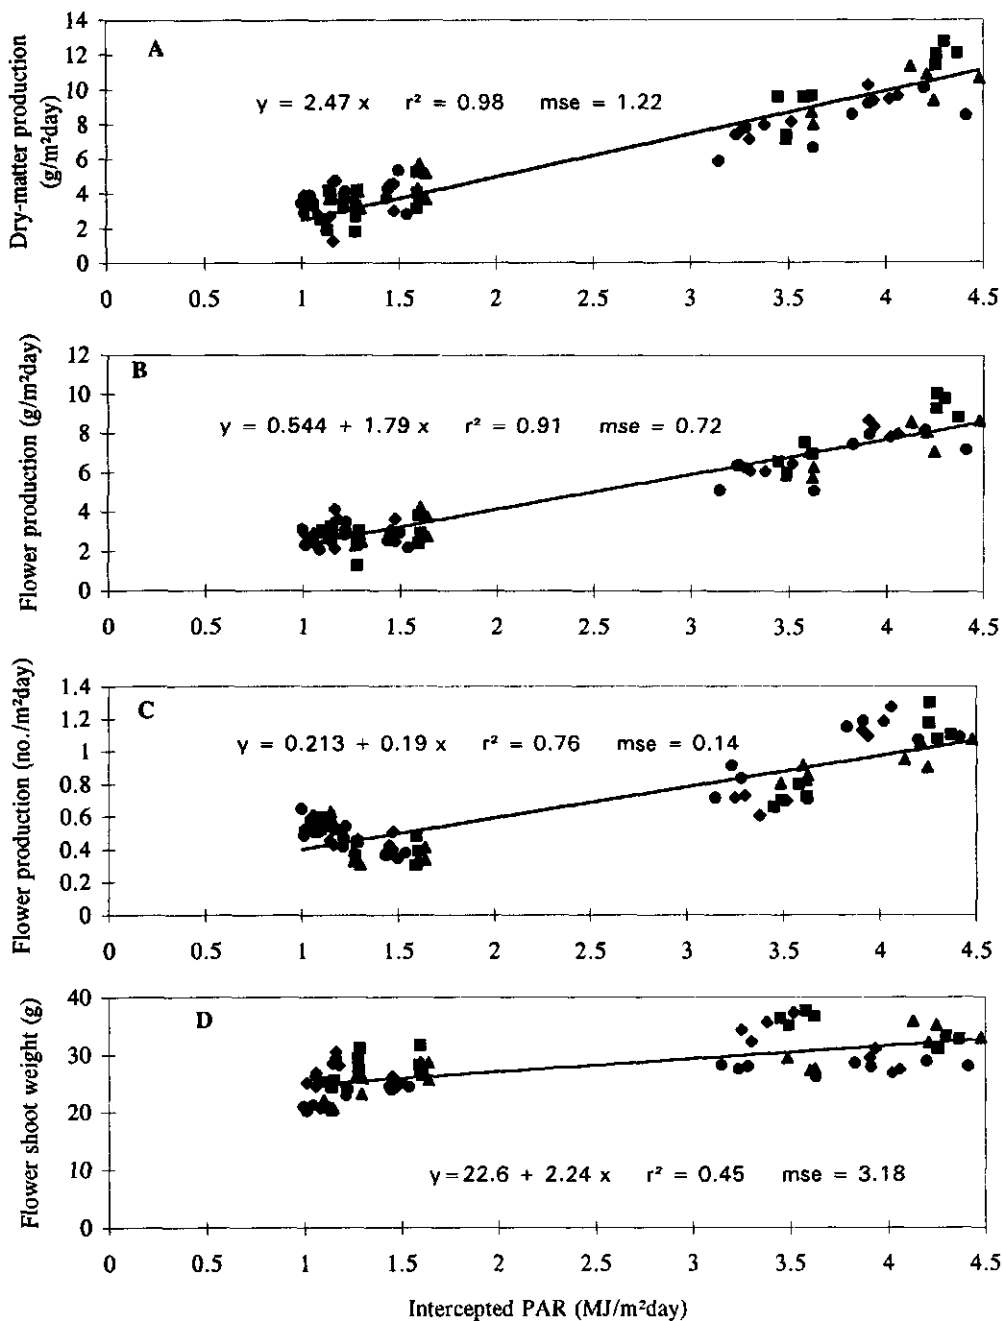 14
12
10
8
6
4
2
0
Dry-matter production
(g/m²day)
A
y = 2.47 x r² = 0.98 mse = 1.22
0 0.5 1 1.5 2 2.5 3 3.5 4 4.5
12
10
8
6
4
2
0
Flower production (g/m²day)
B
y = 0.544 + 1.79 x r² = 0.91 mse = 0.72
0 0.5 1 1.5 2 2.5 3 3.5 4 4.5
1.4
1.2
1
0.8
0.6
0.4
0.2
0
Flower production (no./m²day)
C
y = 0.213 + 0.19 x r² = 0.76 mse = 0.14
0 0.5 1 1.5 2 2.5 3 3.5 4 4.5
40
30
20
10
0
Flower shoot weight (g)
D
y=22.6 + 2.24 x r² = 0.45 mse = 3.18
0 0.5 1 1.5 2 2.5 3 3.5 4 4.5
Intercepted PAR (MJ/m²day)